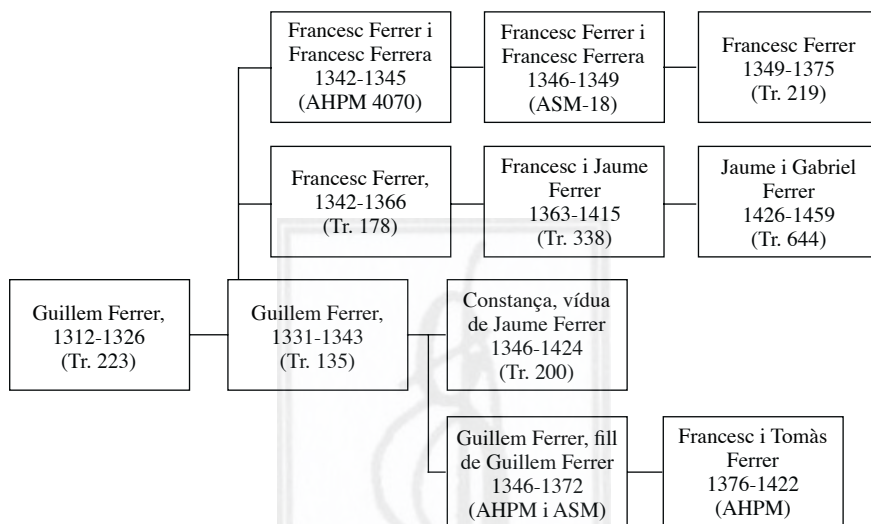 Francesc Ferrer i
Francesc Ferrera
1342-1345
(AHPM 4070)
Francesc Ferrer i
Francesc Ferrera
1346-1349
(ASM-18)
Francesc Ferrer
1349-1375
(Tr. 219)
Francesc Ferrer,
1342-1366
(Tr. 178)
Francesc i Jaume
Ferrer
1363-1415
(Tr. 338)
Jaume i Gabriel
Ferrer
1426-1459
(Tr. 644)
Guillem Ferrer,
1312-1326
(Tr. 223)
Guillem Ferrer,
1331-1343
(Tr. 135)
Constança, vídua
de Jaume Ferrer
1346-1424
(Tr. 200)
Guillem Ferrer, fill
de Guillem Ferrer
1346-1372
(AHPM i ASM)
Francesc i Tomàs
Ferrer
1376-1422
(AHPM)